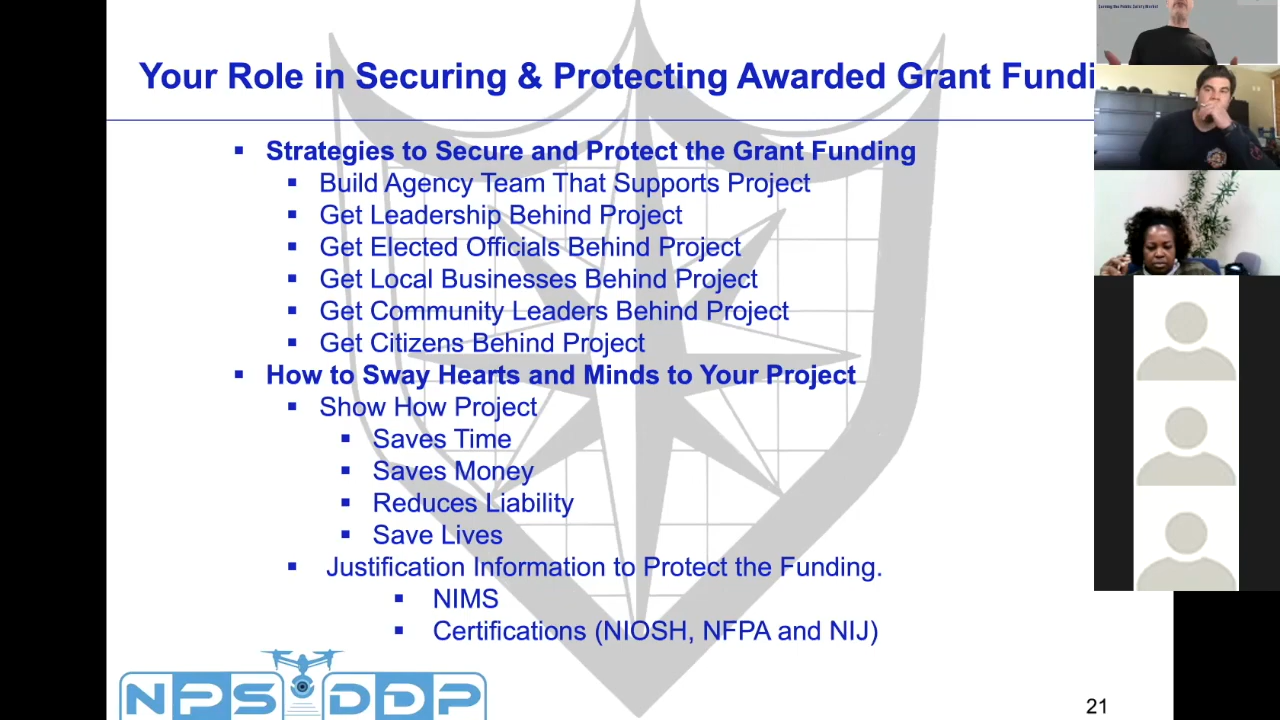 Your Role in Securing & Protecting Awarded Grant Fundi
▪ Strategies to Secure and Protect the Grant Funding
▪ Build Agency Team That Supports Project
▪ Get Leadership Behind Project
▪ Get Elected Officials Behind Project
▪ Get Local Businesses Behind Project
▪ Get Community Leaders Behind Project
▪ Get Citizens Behind Project
▪ How to Sway Hearts and Minds to Your Project
▪ Show How Project
▪ Saves Time
▪ Saves Money
▪ Reduces Liability
▪ Save Lives
▪ Justification Information to Protect the Funding.
▪ NIMS
▪ Certifications (NIOSH, NFPA and NIJ)
NPS DDP
21